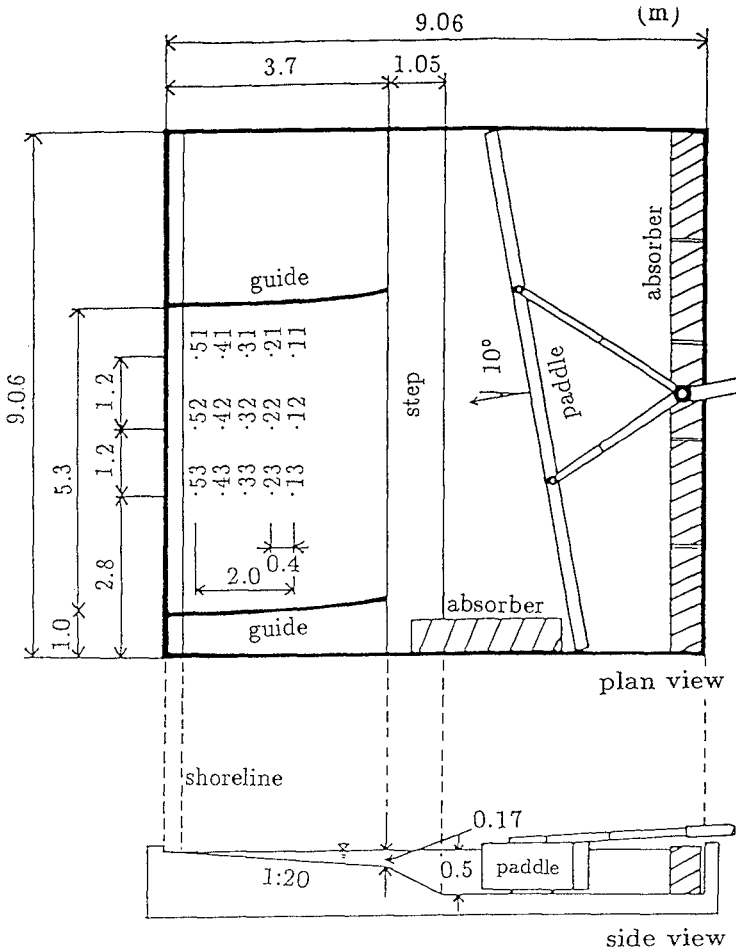 (m)
9.06
3.7
1.05
guide
absorber
·51 ·41 ·31 ·21 ·11
10°
paddle
9.06
1.2
·52 ·42 ·32 ·22 ·12
step
5.3
1.2
·53 ·43 ·33 ·23 ·13
0.4
2.8
2.0
absorber
1.0
guide
plan view
shoreline
0.17
1:20
0.5
paddle
side view